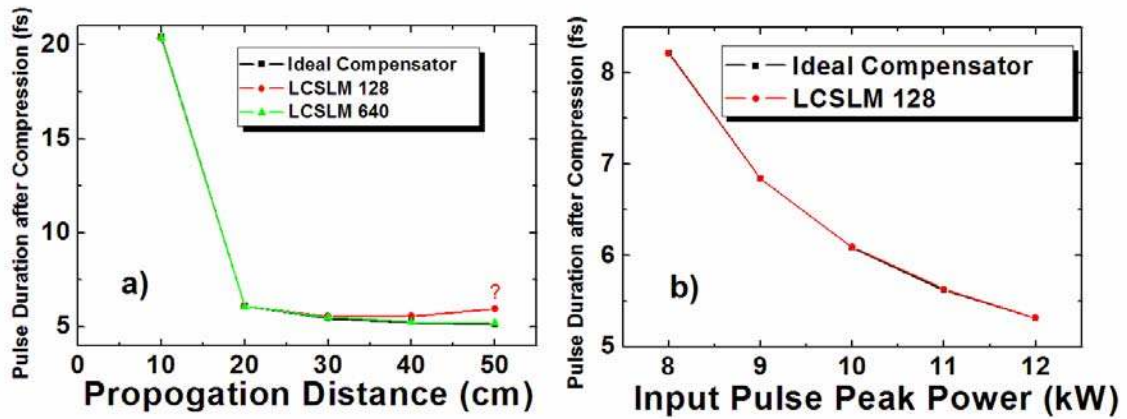 Pulse Duration after Compression (fs)
20
15
10
5
Ideal Compensator
LCSLM 128
LCSLM 640
a)
?
0 10 20 30 40 50
Propogation Distance (cm)
Pulse Duration after Compression (fs)
8
7
6
5
Ideal Compensator
LCSLM 128
b)
8 9 10 11 12
Input Pulse Peak Power (kW)